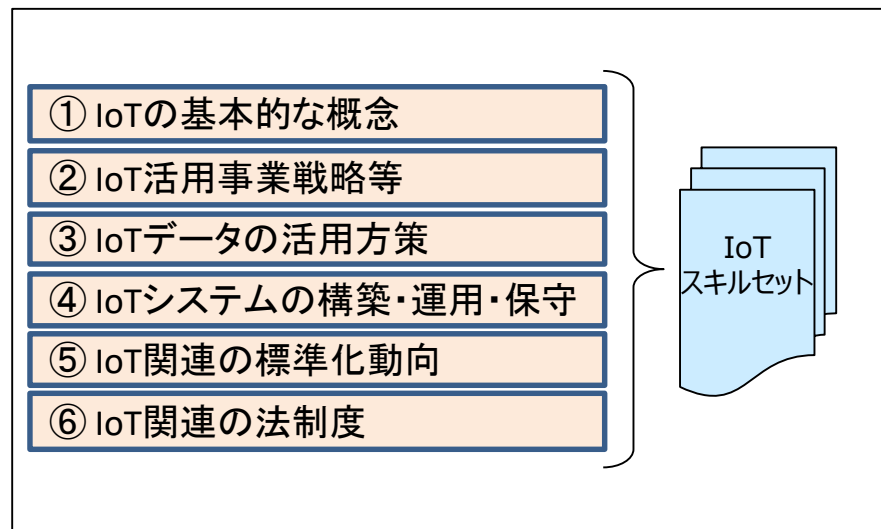 ① IoTの基本的な概念
② IoT活用事業戦略等
③ IoTデータの活用方策
④ IoTシステムの構築・運用・保守
⑤ IoT関連の標準化動向
⑥ IoT関連の法制度
IoT
スキルセット